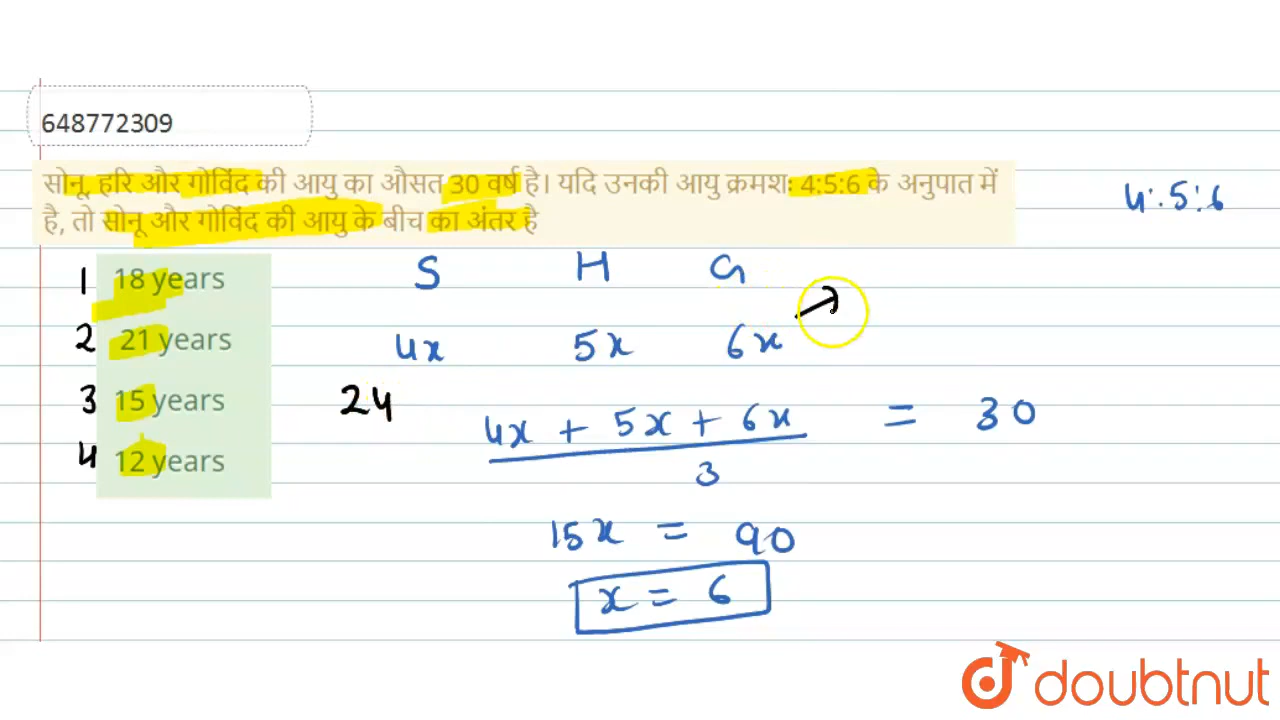 648772309
सोनू, हरि और गोविंद की आयु का औसत 30 वर्ष है। यदि उनकी आयु क्रमशः 4:5:6 के अनुपात में
है, तो सोनू और गोविंद की आयु के बीच का अंतर है
4:5:6
1 18 years
2 21 years
3 15 years
4 12 years
S H G
4x 5x 6x
24
4x + 5x + 6x = 30
3
15x = 90
x = 6
doubtnut